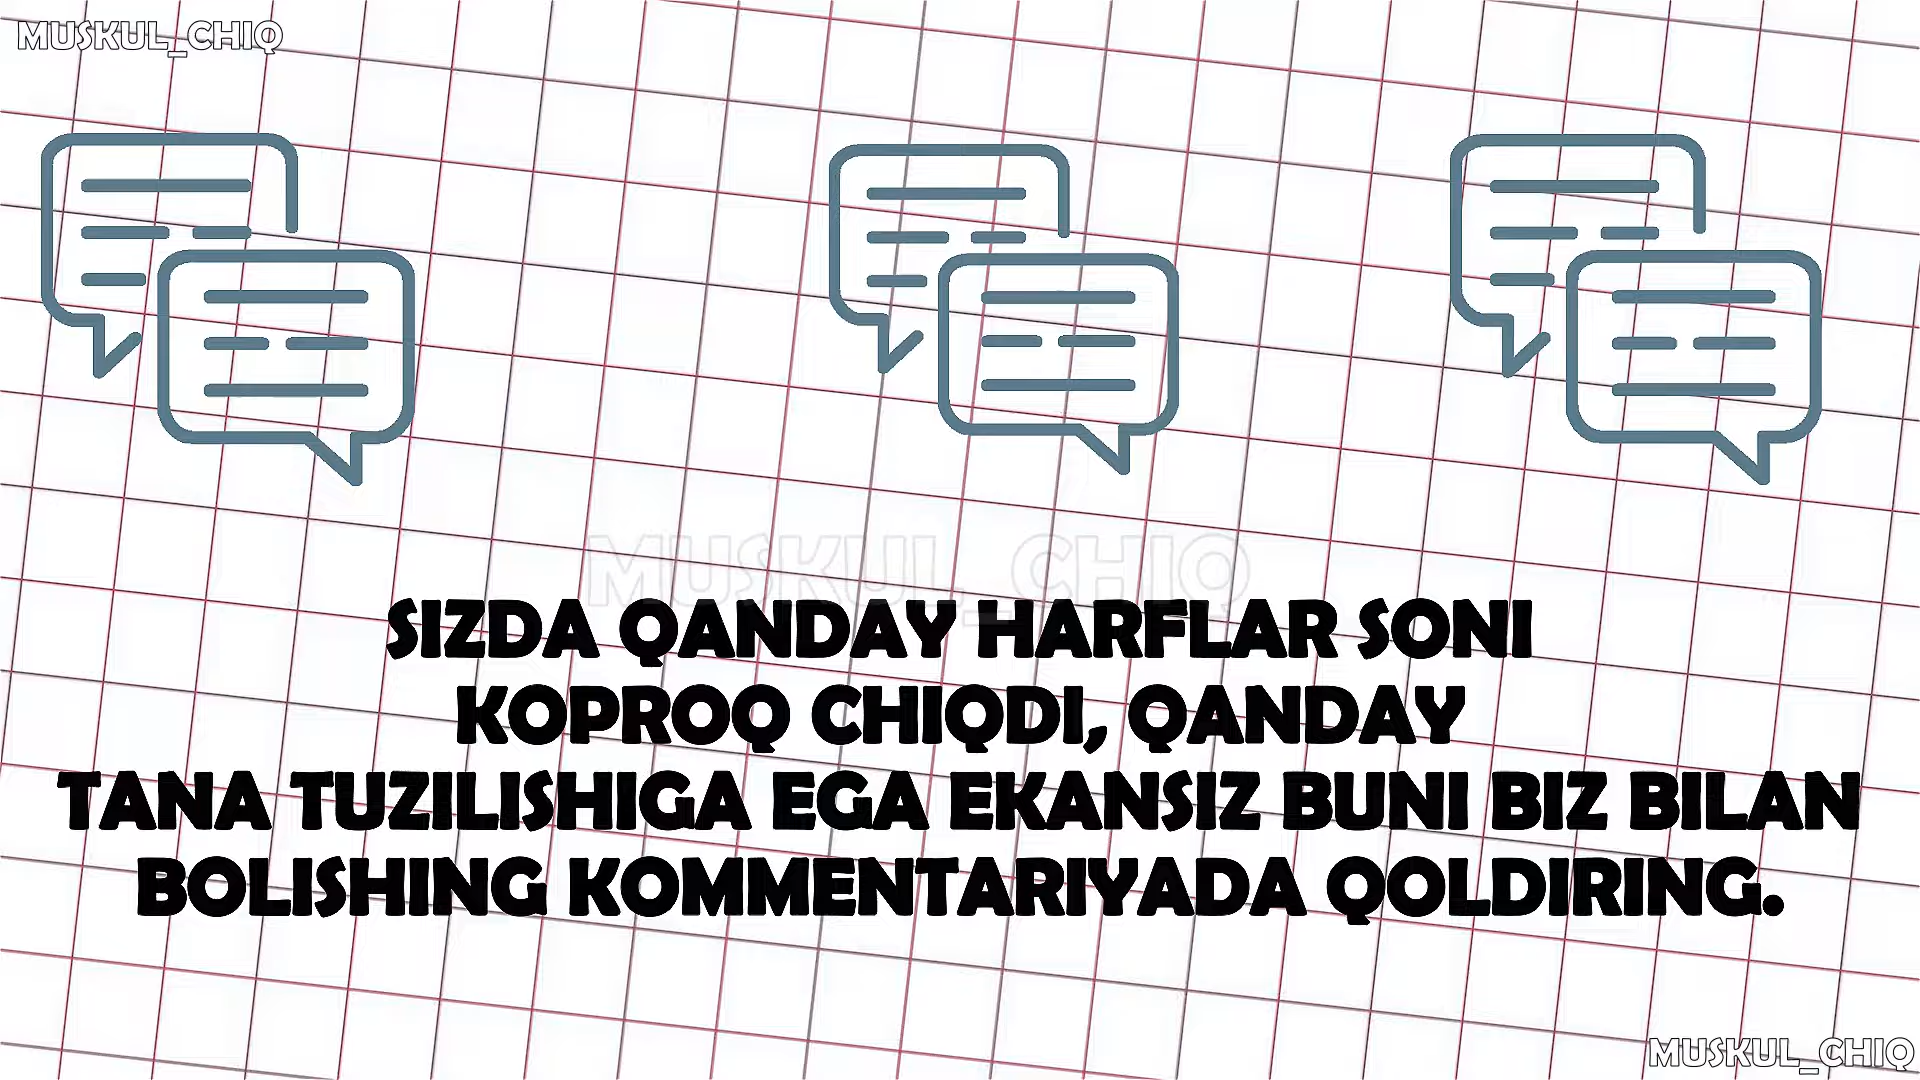 MUSKUL_CHIQ
MUSKUL_CHIQ
SIZDA QANDAY HARFLAR SONI
KOPROQ CHIQDI, QANDAY
TANA TUZILISHIGA EGA EKANSIZ BUNI BIZ BILAN
BOLISHING KOMMENTARIYADA QOLDIRING.
MUSKUL_CHIQ